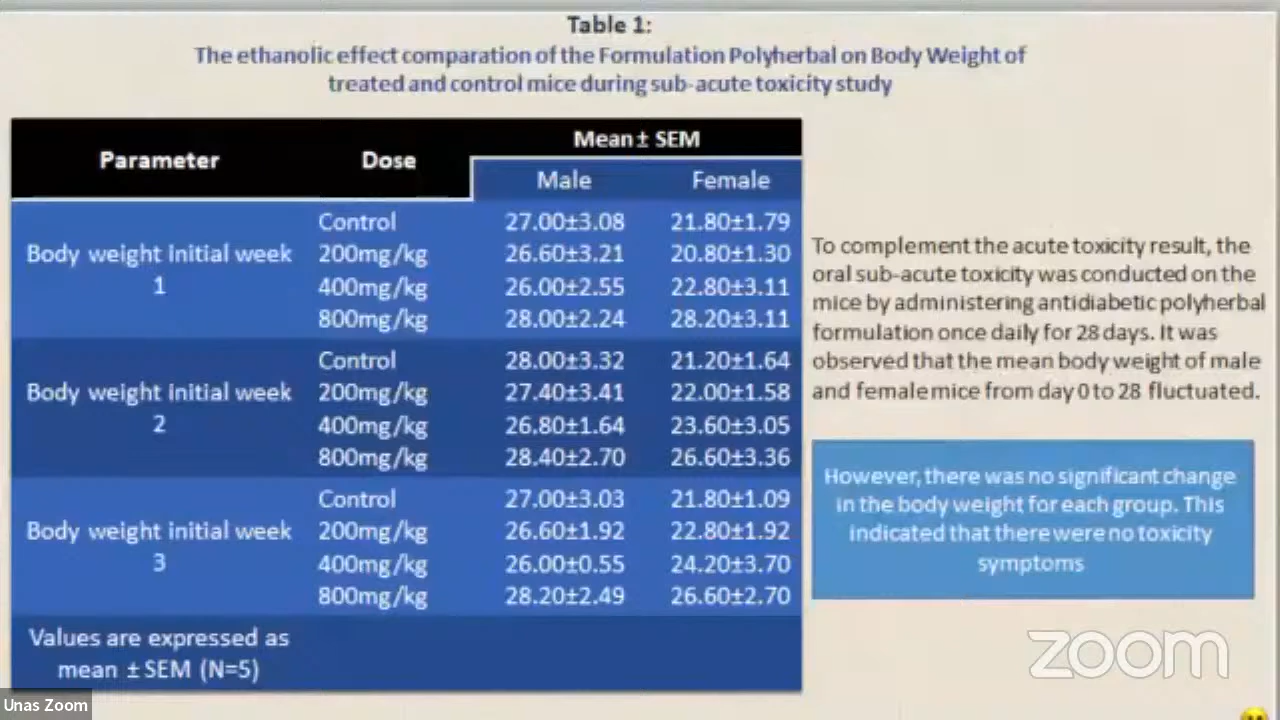 Table 1:
The ethanolic effect comparation of the Formulation Polyherbal on Body Weight of
treated and control mice during sub-acute toxicity study
Parameter Dose Mean ± SEM
Male Female
Body weight initial week 1
Control 27.00±3.08 21.80±1.79
200mg/kg 26.60±3.21 20.80±1.30
400mg/kg 26.00±2.55 22.80±3.11
800mg/kg 28.00±2.24 28.20±3.11
Body weight initial week 2
Control 28.00±3.32 21.20±1.64
200mg/kg 27.40±3.41 22.00±1.58
400mg/kg 26.80±1.64 23.60±3.05
800mg/kg 28.40±2.70 26.60±3.36
Body weight initial week 3
Control 27.00±3.03 21.80±1.09
200mg/kg 26.60±1.92 22.80±1.92
400mg/kg 26.00±0.55 24.20±3.70
800mg/kg 28.20±2.49 26.60±2.70
Values are expressed as
mean ± SEM (N=5)
To complement the acute toxicity result, the
oral sub-acute toxicity was conducted on the
mice by administering antidiabetic polyherbal
formulation once daily for 28 days. It was
observed that the mean body weight of male
and female mice from day 0 to 28 fluctuated.
However, there was no significant change
in the body weight for each group. This
indicated that there were no toxicity
symptoms
zoom
Unas Zoom